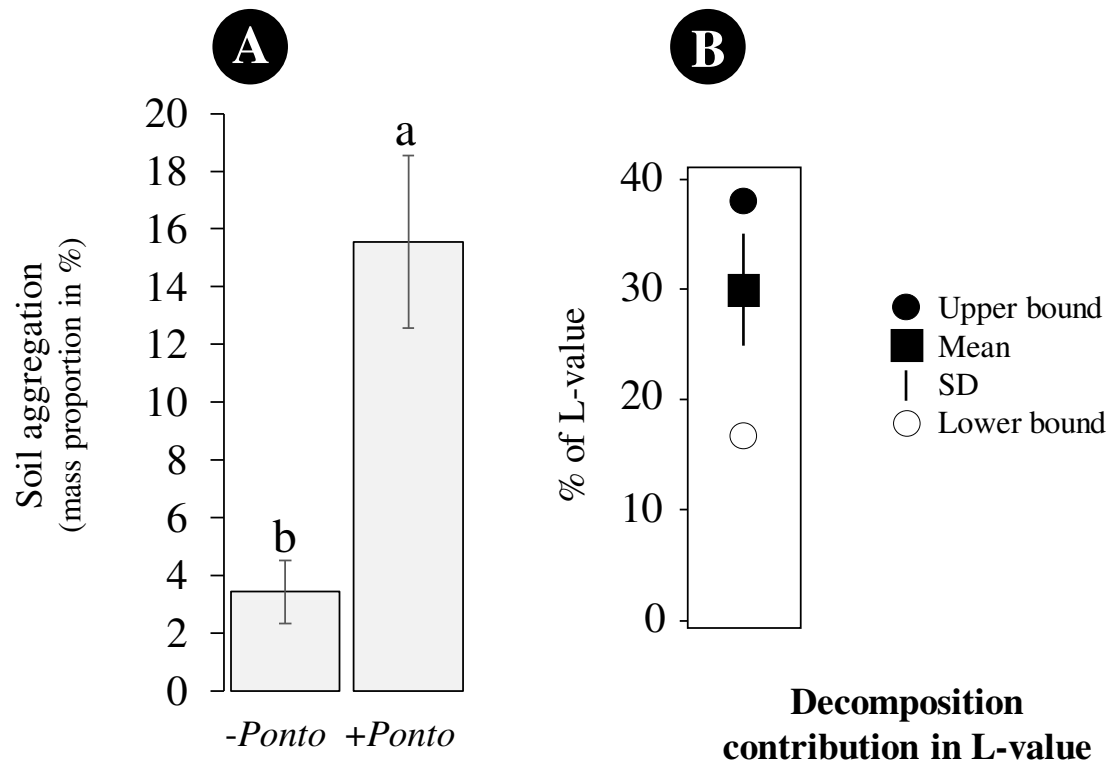 A
Soil aggregation
(mass proportion in %)
20
18
16
14
12
10
8
6
4
2
0
b
a
-Ponto +Ponto
B
% of L-value
40
30
20
10
0
Upper bound
Mean
SD
Lower bound
Decomposition
contribution in L-value